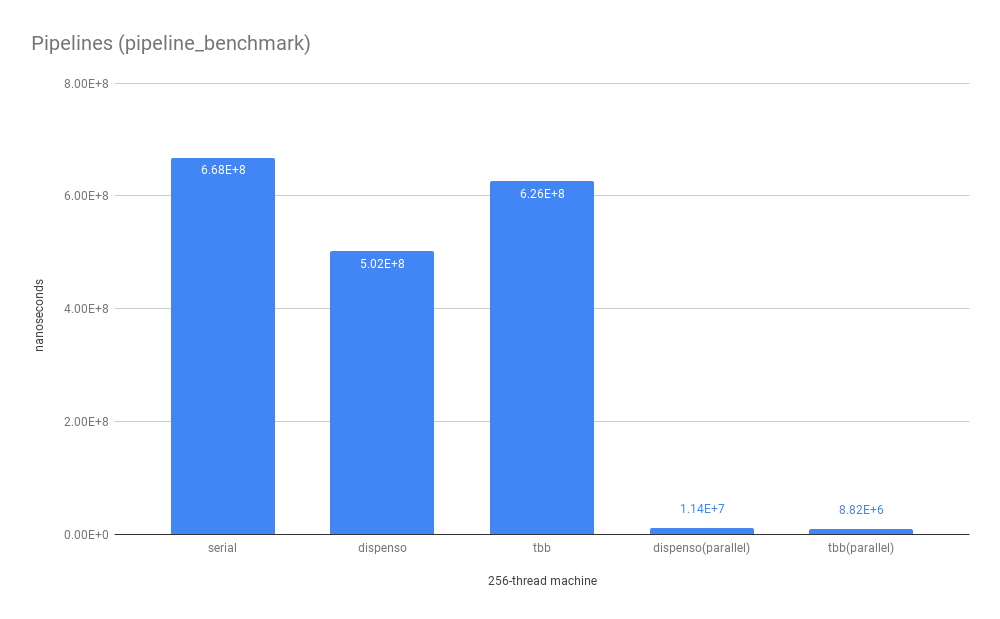 Pipelines (pipeline_benchmark)
8.00E+8
6.00E+8
4.00E+8
2.00E+8
0.00E+0
nanoseconds
6.68E+8
5.02E+8
6.26E+8
1.14E+7
8.82E+6
serial
dispenso
tbb
dispenso(parallel)
tbb(parallel)
256-thread machine